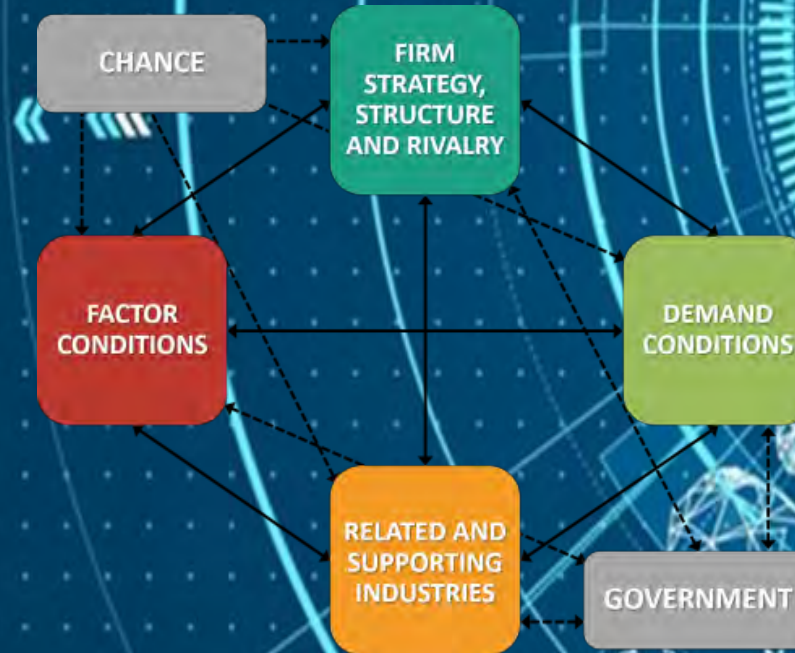 CHANCE
FIRM
STRATEGY,
STRUCTURE
AND RIVALRY
FACTOR
CONDITIONS
DEMAND
CONDITIONS
RELATED AND
SUPPORTING
INDUSTRIES
GOVERNMENT